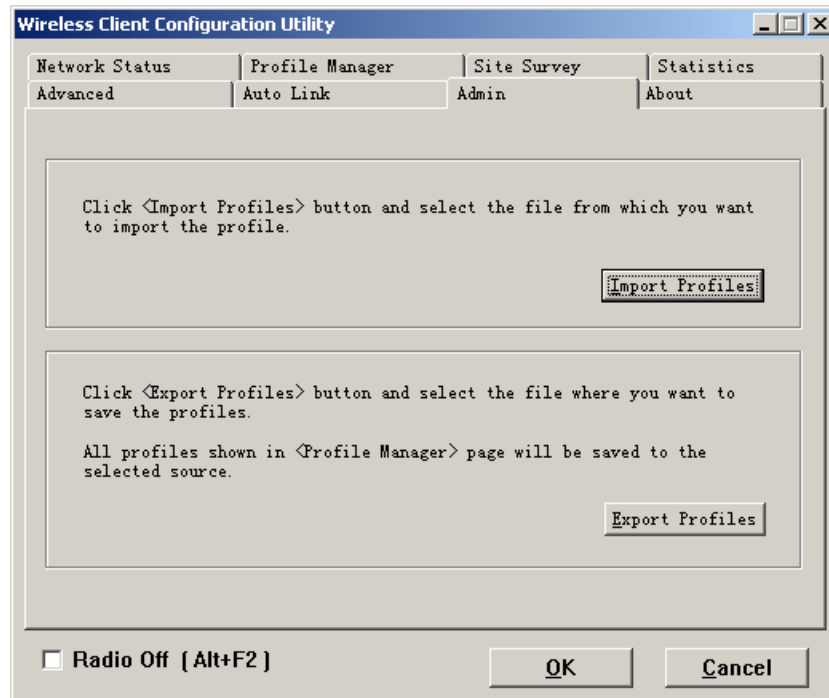 Wireless Client Configuration Utility
Network Status Profile Manager Site Survey Statistics
Advanced Auto Link Admin About
Click <Import Profiles> button and select the file from which you want
to import the profile.
Import Profiles
Click <Export Profiles> button and select the file where you want to
save the profiles.
All profiles shown in <Profile Manager> page will be saved to the
selected source.
Export Profiles
Radio Off ( Alt+F2 ) OK Cancel